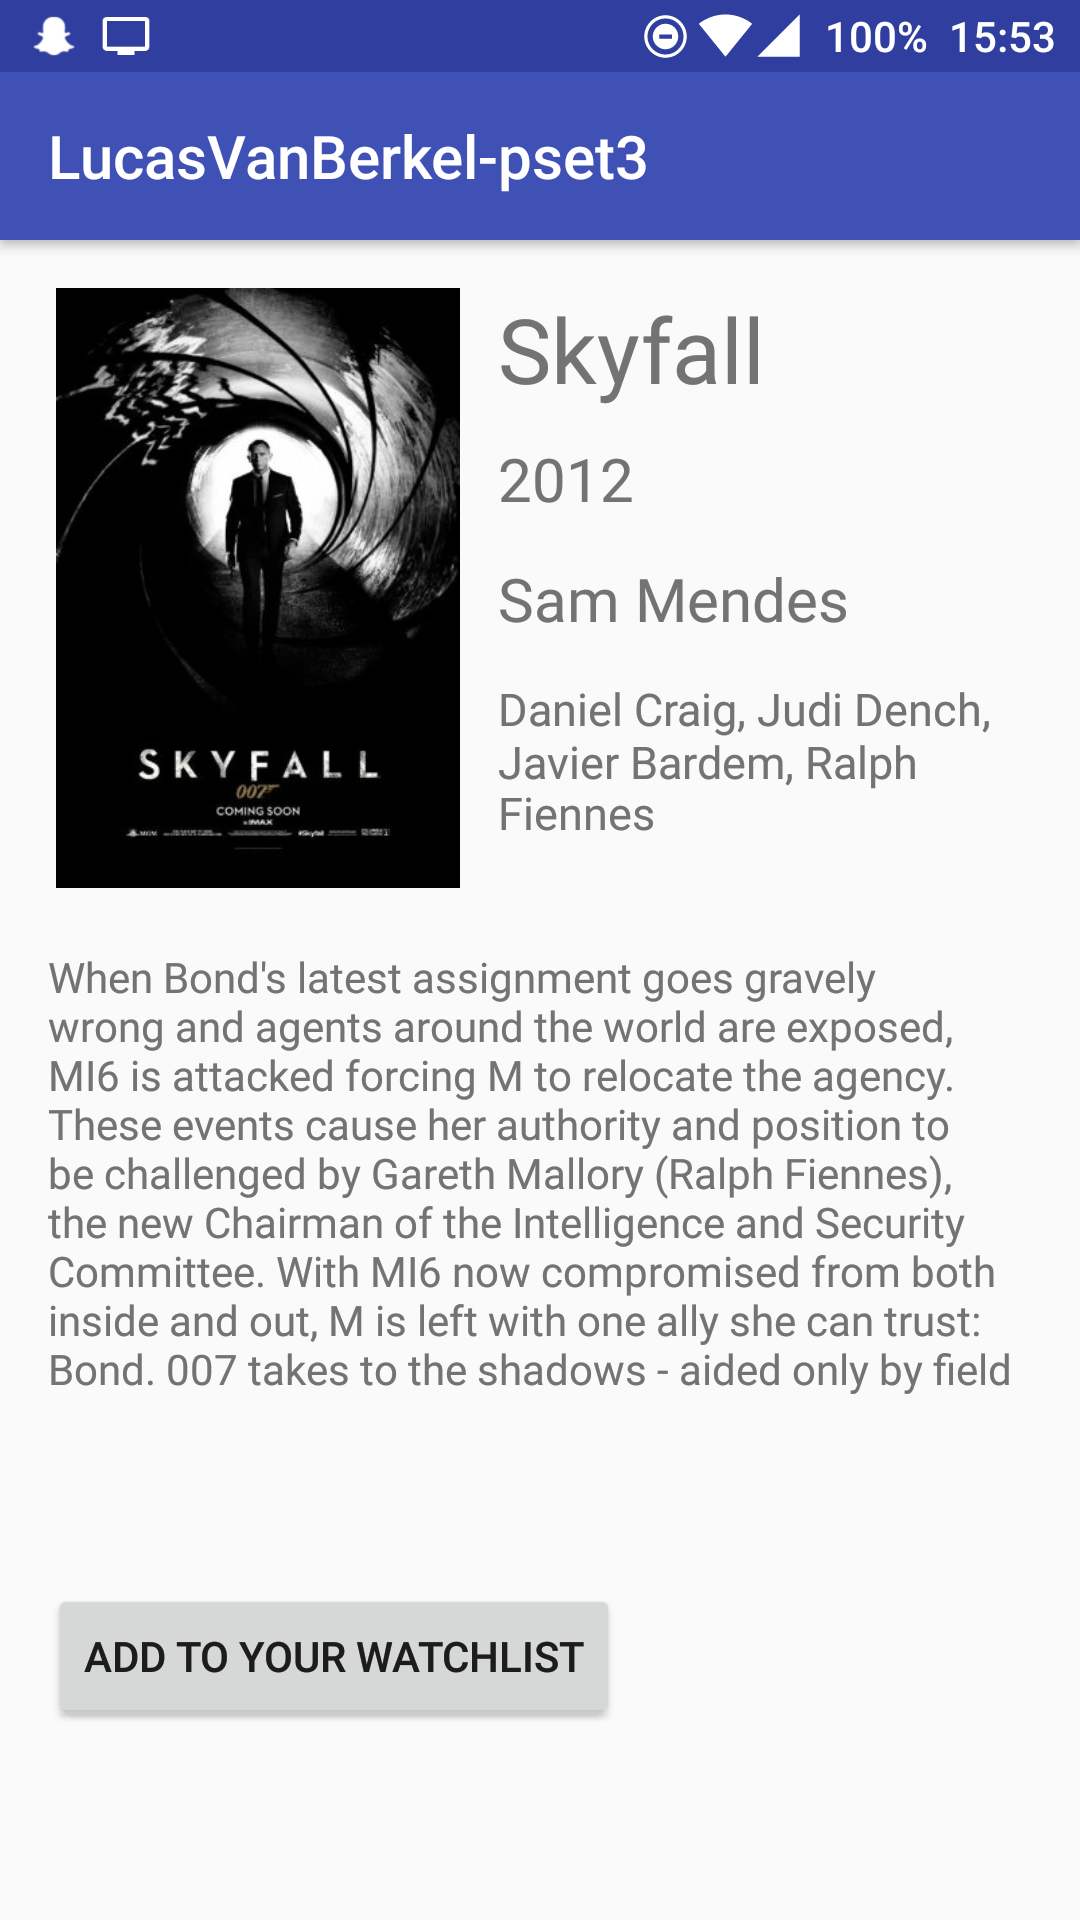 100% 15:53
LucasVanBerkel-pset3
SKYFALL
007
COMING SOON
IMAX
MGM
#Skyfall
Skyfall
2012
Sam Mendes
Daniel Craig, Judi Dench,
Javier Bardem, Ralph
Fiennes
When Bond's latest assignment goes gravely
wrong and agents around the world are exposed,
MI6 is attacked forcing M to relocate the agency.
These events cause her authority and position to
be challenged by Gareth Mallory (Ralph Fiennes),
the new Chairman of the Intelligence and Security
Committee. With MI6 now compromised from both
inside and out, M is left with one ally she can trust:
Bond. 007 takes to the shadows - aided only by field
ADD TO YOUR WATCHLIST